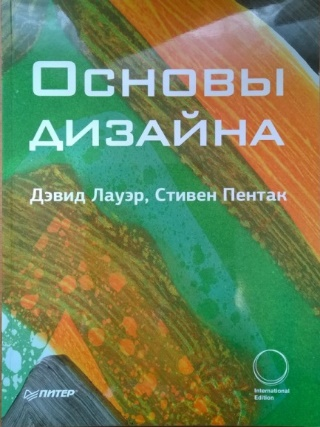 Основы
дизайна
Дэвид Лауэр, Стивен Пентак
ПИТЕР
International
Edition